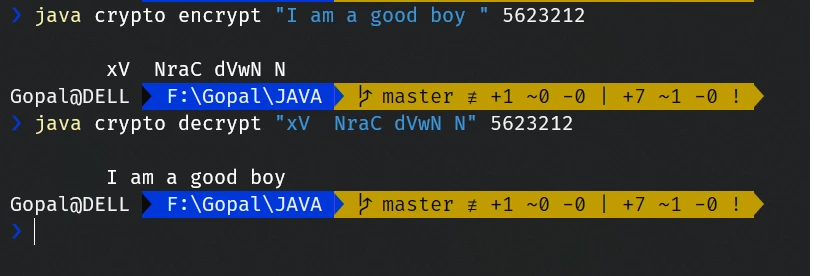 ❯ java crypto encrypt "I am a good boy " 5623212
xV  NraC dVwN N
Gopal@DELL F:\Gopal\JAVA master ≢ +1 ~0 -0 | +7 ~1 -0 !
❯ java crypto decrypt "xV  NraC dVwN N" 5623212
I am a good boy
Gopal@DELL F:\Gopal\JAVA master ≢ +1 ~0 -0 | +7 ~1 -0 !
❯